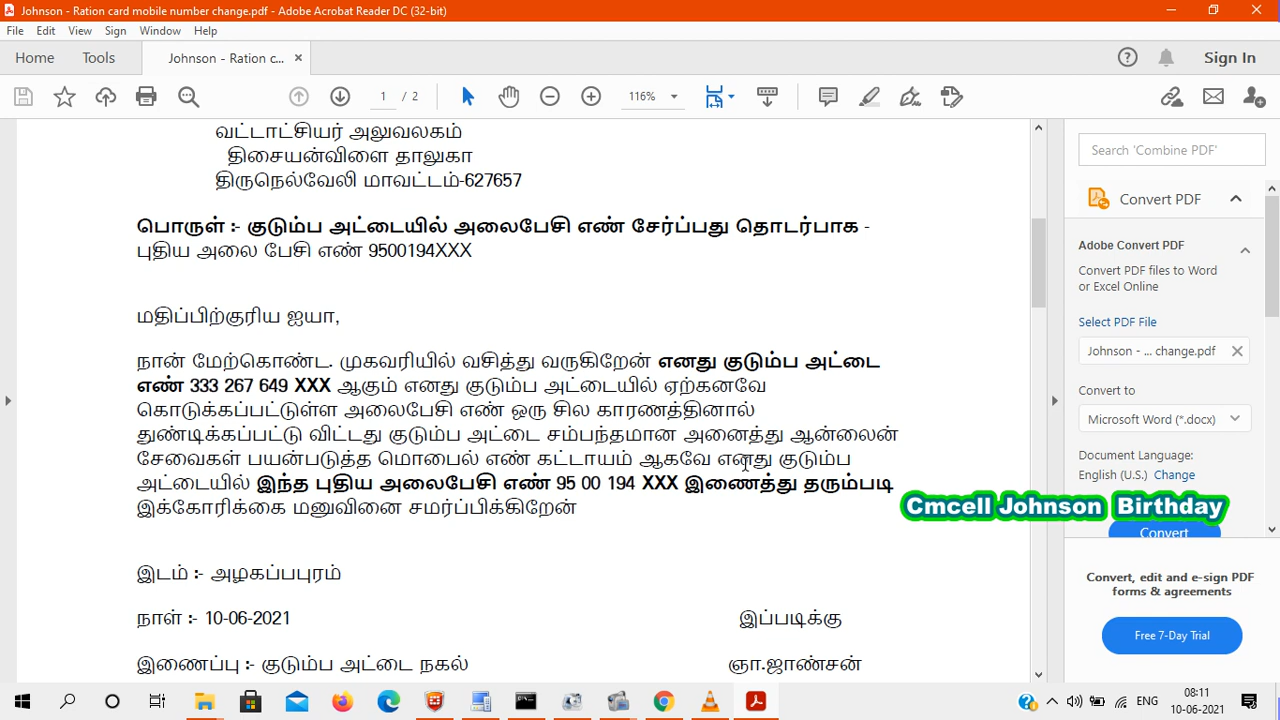 Johnson - Ration card mobile number change.pdf - Adobe Acrobat Reader DC (32-bit)
File Edit View Sign Window Help
Home Tools Johnson - Ration c... × Sign In
1 / 2 116%
வட்டாட்சியர் அலுவலகம்
திசையன்விளை தாலுகா
திருநெல்வேலி மாவட்டம்-627657
பொருள் :- குடும்ப அட்டையில் அலைபேசி எண் சேர்ப்பது தொடர்பாக -
புதிய அலை பேசி எண் 9500194XXX
மதிப்பிற்குரிய ஐயா,
நான் மேற்கொண்ட. முகவரியில் வசித்து வருகிறேன் எனது குடும்ப அட்டை
எண் 333 267 649 XXX ஆகும் எனது குடும்ப அட்டையில் ஏற்கனவே
கொடுக்கப்பட்டுள்ள அலைபேசி எண் ஒரு சில காரணத்தினால்
துண்டிக்கப்பட்டு விட்டது குடும்ப அட்டை சம்பந்தமான அனைத்து ஆன்லைன்
சேவைகள் பயன்படுத்த மொபைல் எண் கட்டாயம் ஆகவே எனது குடும்ப
அட்டையில் இந்த புதிய அலைபேசி எண் 95 00 194 XXX இணைத்து தரும்படி
இக்கோரிக்கை மனுவினை சமர்ப்பிக்கிறேன்
இடம் :- அழகப்பபுரம்
நாள் :- 10-06-2021 இப்படிக்கு
இணைப்பு :- குடும்ப அட்டை நகல் ஞா.ஜான்சன்
Search 'Combine PDF'
Convert PDF
Adobe Convert PDF
Convert PDF files to Word
or Excel Online
Select PDF File
Johnson - ... change.pdf
Convert to
Microsoft Word (*.docx)
Document Language:
English (U.S.) Change
Cmcell Johnson Birthday
Convert
Convert, edit and e-sign PDF
forms & agreements
Free 7-Day Trial
ENG 08:11
10-06-2021